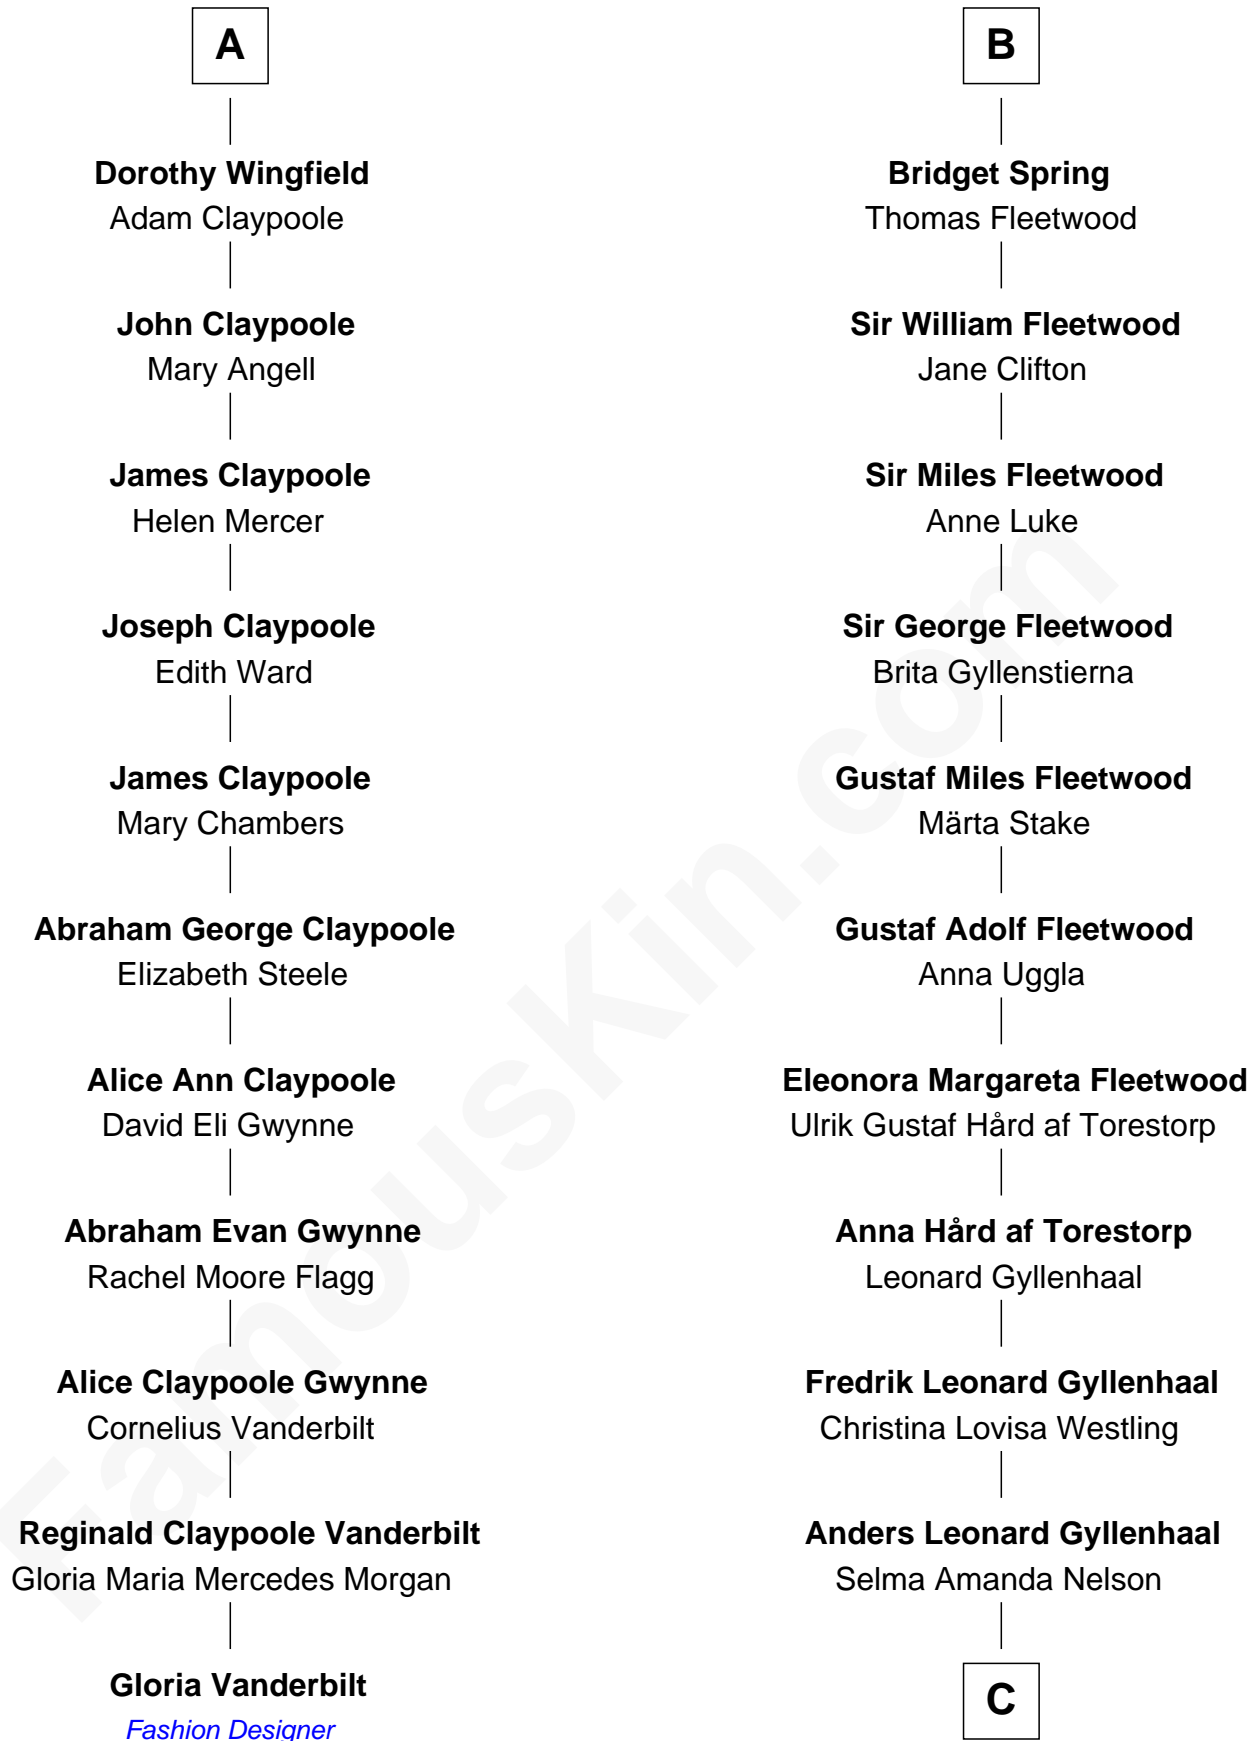 A
Dorothy Wingfield
Adam Claypoole
John Claypoole
Mary Angell
James Claypoole
Helen Mercer
Joseph Claypoole
Edith Ward
James Claypoole
Mary Chambers
Abraham George Claypoole
Elizabeth Steele
Alice Ann Claypoole
David Eli Gwynne
Abraham Evan Gwynne
Rachel Moore Flagg
Alice Claypoole Gwynne
Cornelius Vanderbilt
Reginald Claypoole Vanderbilt
Gloria Maria Mercedes Morgan
Gloria Vanderbilt
Fashion Designer
B
Bridget Spring
Thomas Fleetwood
Sir William Fleetwood
Jane Clifton
Sir Miles Fleetwood
Anne Luke
Sir George Fleetwood
Brita Gyllenstierna
Gustaf Miles Fleetwood
Märta Stake
Gustaf Adolf Fleetwood
Anna Uggla
Eleonora Margareta Fleetwood
Ulrik Gustaf Hård af Torestorp
Anna Hård af Torestorp
Leonard Gyllenhaal
Fredrik Leonard Gyllenhaal
Christina Lovisa Westling
Anders Leonard Gyllenhaal
Selma Amanda Nelson
C
FamousKin.com